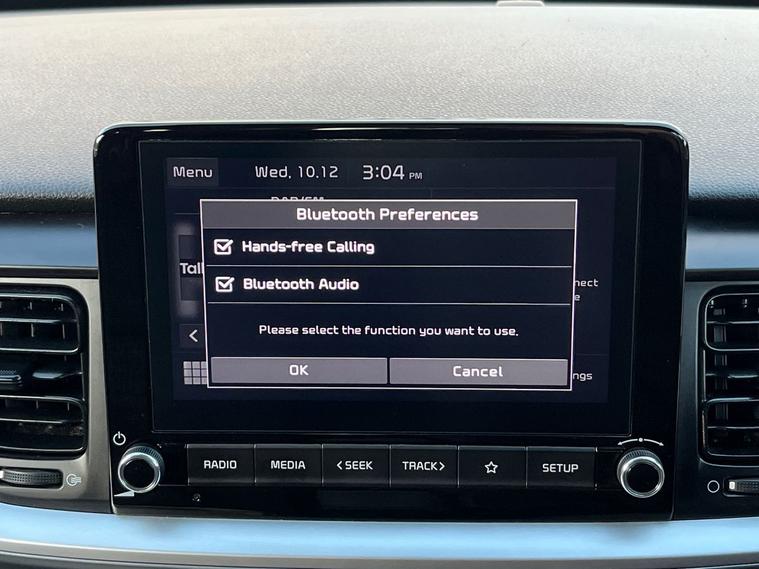 Menu Wed, 10.12 3:04 PM
Bluetooth Preferences
Hands-free Calling
Bluetooth Audio
Please select the function you want to use.
OK Cancel
RADIO MEDIA <SEEK TRACK> SETUP